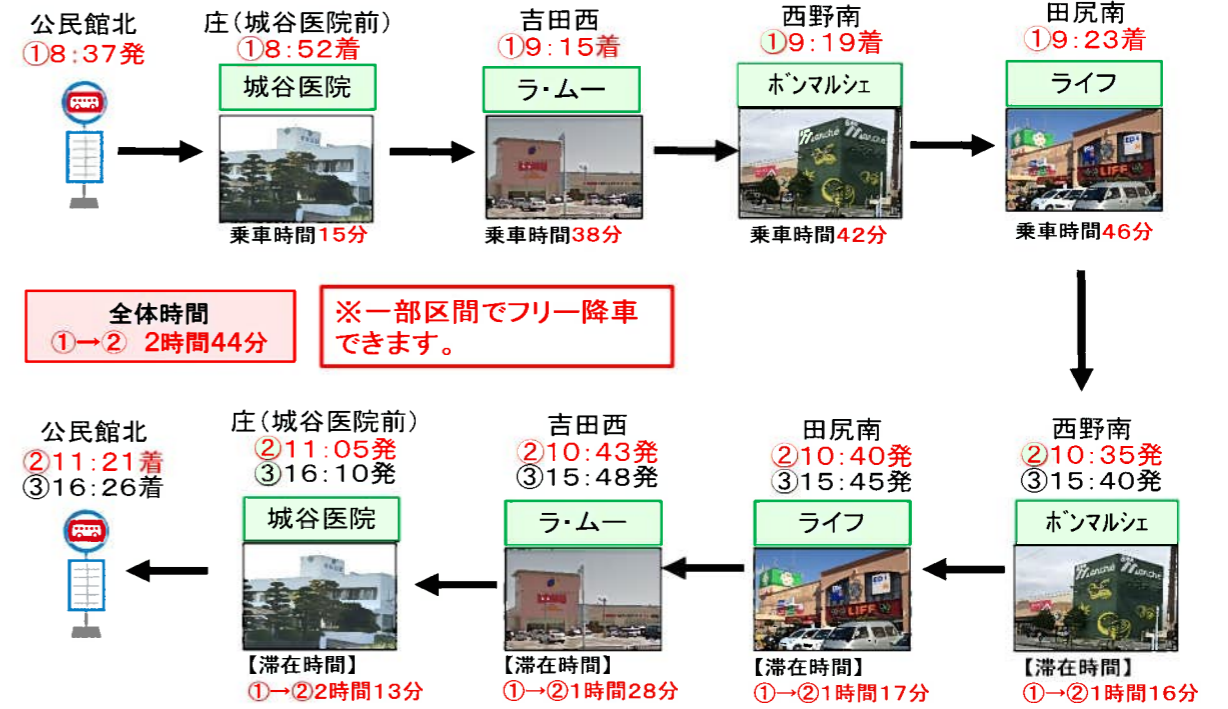 公民館北
①8:37発
庄(城谷医院前)
①8:52着
城谷医院
乗車時間15分
吉田西
①9:15着
ラ・ムー
乗車時間38分
西野南
①9:19着
ボンマルシェ
乗車時間42分
田尻南
①9:23着
ライフ
LIFE
乗車時間46分
全体時間
①→② 2時間44分
※一部区間でフリー降車
できます。
公民館北
②11:21着
③16:26着
庄(城谷医院前)
②11:05発
③16:10発
城谷医院
【滞在時間】
①→②2時間13分
吉田西
②10:43発
③15:48発
ラ・ムー
【滞在時間】
①→②1時間28分
田尻南
②10:40発
③15:45発
ライフ
LIFE
【滞在時間】
①→②1時間17分
西野南
②10:35発
③15:40発
ボンマルシェ
【滞在時間】
①→②1時間16分